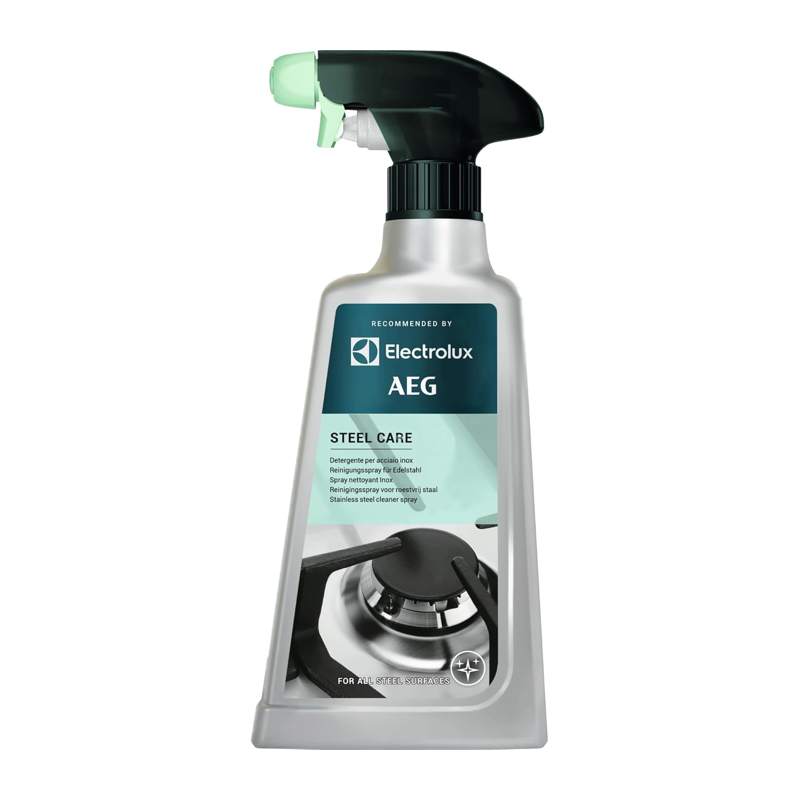 RECOMMENDED BY
Electrolux
AEG
STEEL CARE
Detergente per acciaio inox
Reinigungsspray für Edelstahl
Spray nettoyant Inox
Reinigingsspray voor roestvrij staal
Stainless steel cleaner spray
FOR ALL STEEL SURFACES